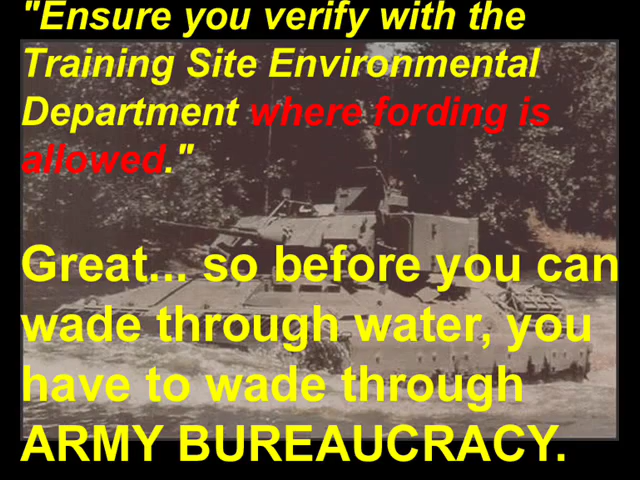 "Ensure you verify with the
Training Site Environmental
Department where fording is
allowed."
Great... so before you can
wade through water, you
have to wade through
ARMY BUREAUCRACY.